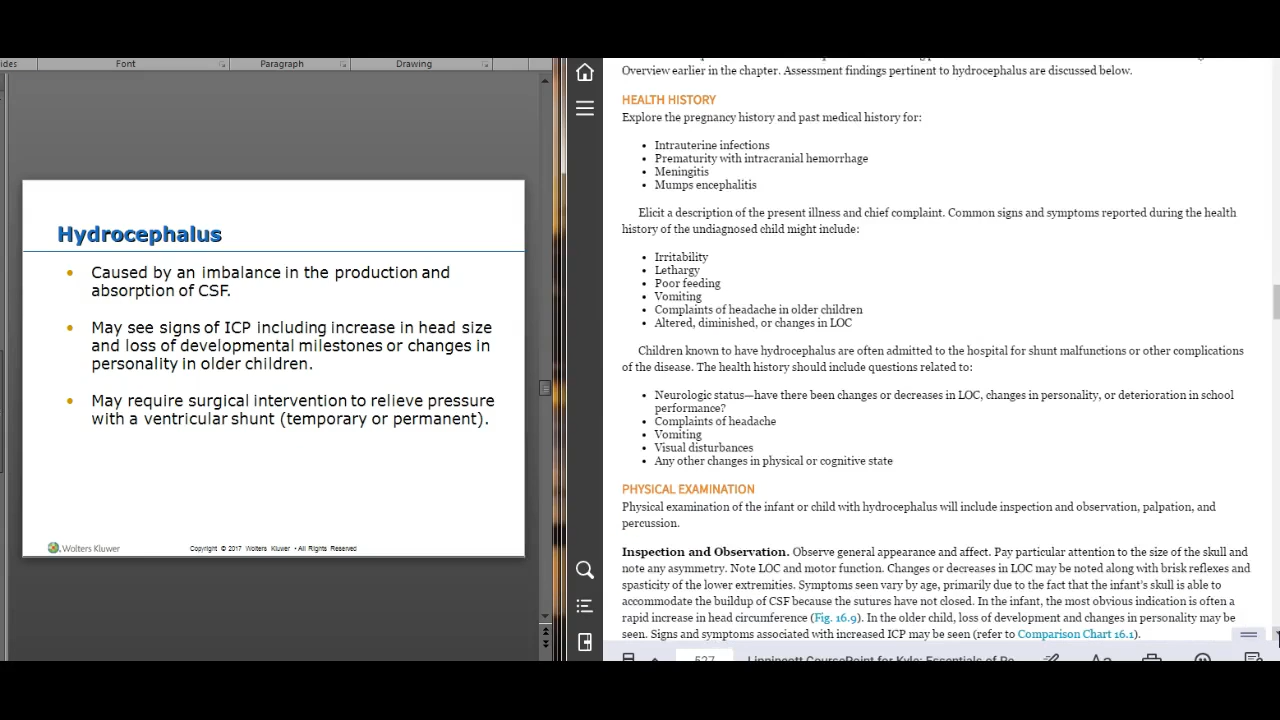 ides
Font
Paragraph
Drawing
Hydrocephalus
Caused by an imbalance in the production and
absorption of CSF.
May see signs of ICP including increase in head size
and loss of developmental milestones or changes in
personality in older children.
May require surgical intervention to relieve pressure
with a ventricular shunt (temporary or permanent).
Wolters Kluwer
Copyright © 2017 Wolters Kluwer • All Rights Reserved
Overview earlier in the chapter. Assessment findings pertinent to hydrocephalus are discussed below.
HEALTH HISTORY
Explore the pregnancy history and past medical history for:
• Intrauterine infections
• Prematurity with intracranial hemorrhage
• Meningitis
• Mumps encephalitis
Elicit a description of the present illness and chief complaint. Common signs and symptoms reported during the health
history of the undiagnosed child might include:
• Irritability
• Lethargy
• Poor feeding
• Vomiting
• Complaints of headache in older children
• Altered, diminished, or changes in LOC
Children known to have hydrocephalus are often admitted to the hospital for shunt malfunctions or other complications
of the disease. The health history should include questions related to:
• Neurologic status—have there been changes or decreases in LOC, changes in personality, or deterioration in school
performance?
• Complaints of headache
• Vomiting
• Visual disturbances
• Any other changes in physical or cognitive state
PHYSICAL EXAMINATION
Physical examination of the infant or child with hydrocephalus will include inspection and observation, palpation, and
percussion.
Inspection and Observation. Observe general appearance and affect. Pay particular attention to the size of the skull and
note any asymmetry. Note LOC and motor function. Changes or decreases in LOC may be noted along with brisk reflexes and
spasticity of the lower extremities. Symptoms seen vary by age, primarily due to the fact that the infant's skull is able to
accommodate the buildup of CSF because the sutures have not closed. In the infant, the most obvious indication is often a
rapid increase in head circumference (Fig. 16.9). In the older child, loss of development and changes in personality may be
seen. Signs and symptoms associated with increased ICP may be seen (refer to Comparison Chart 16.1).
527
Lippincott CoursePoint for Kyle: Essentials of Pe